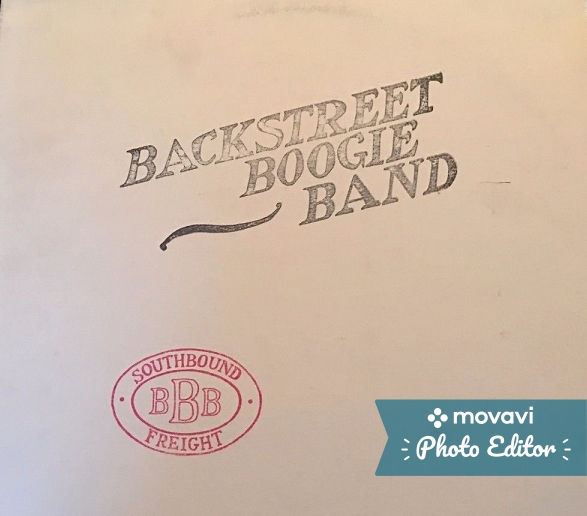 BACKSTREET
BOOGIE
BAND
SOUTHBOUND
BBB
FREIGHT
movavi
Photo Editor